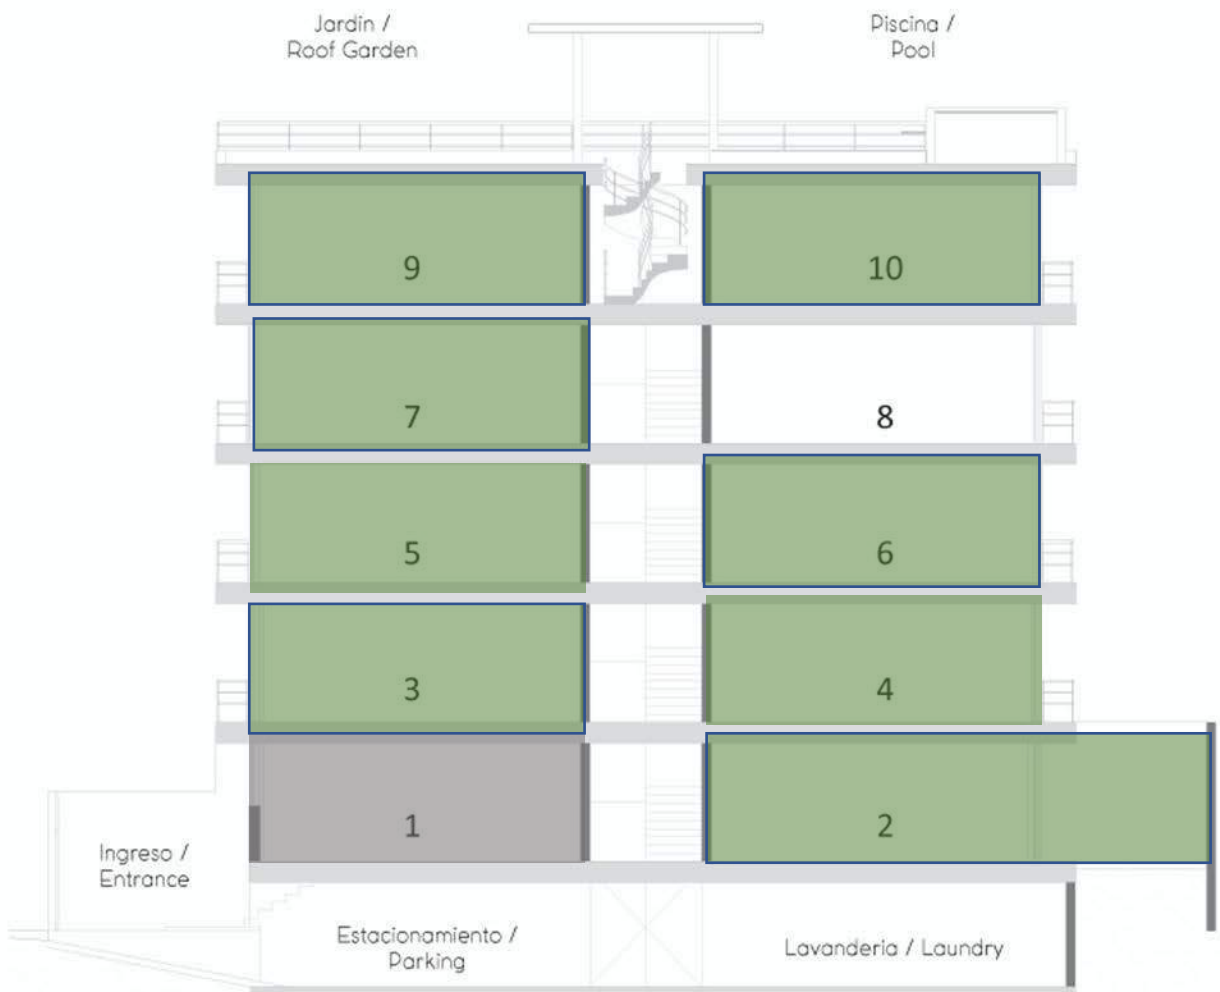 Jardín /
Roof Garden
Piscina /
Pool
9
10
7
8
5
6
3
4
1
2
Ingreso /
Entrance
Estacionamiento /
Parking
Lavanderia / Laundry